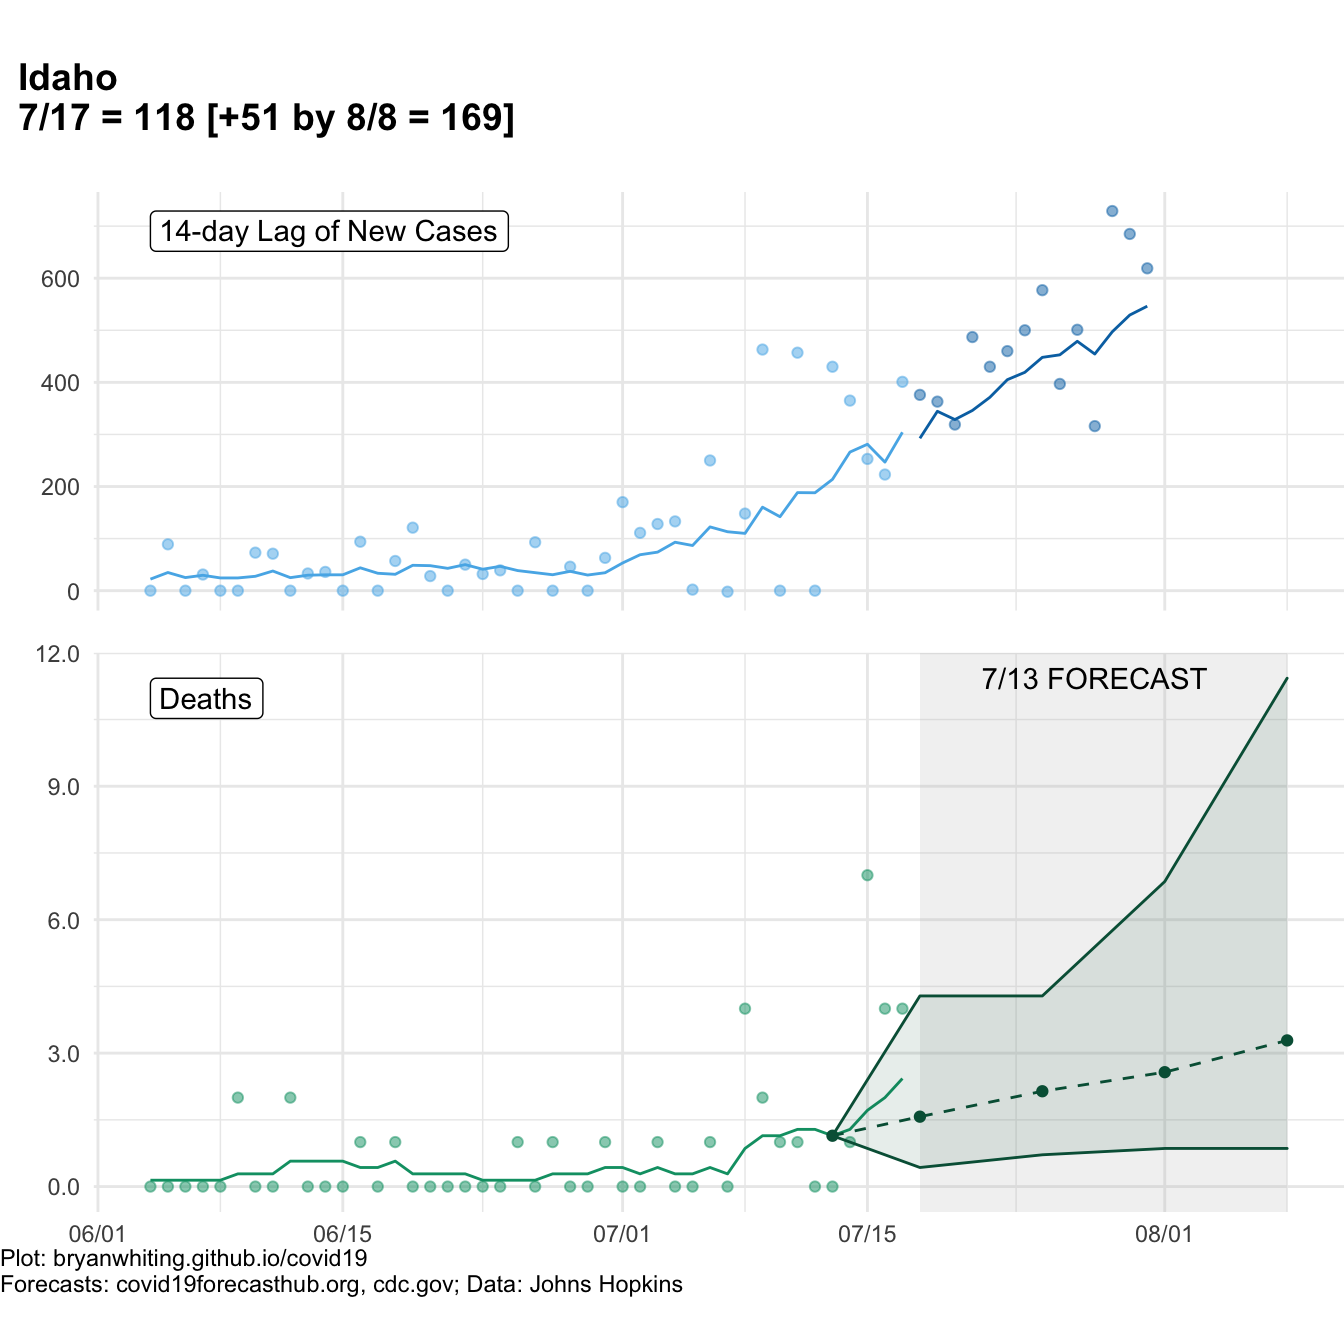 Idaho
7/17 = 118 [+51 by 8/8 = 169]
14-day Lag of New Cases
600
400
200
0
12.0
Deaths
7/13 FORECAST
9.0
6.0
3.0
0.0
06/01 06/15 07/01 07/15 08/01
Plot: bryanwhiting.github.io/covid19
Forecasts: covid19forecasthub.org, cdc.gov; Data: Johns Hopkins